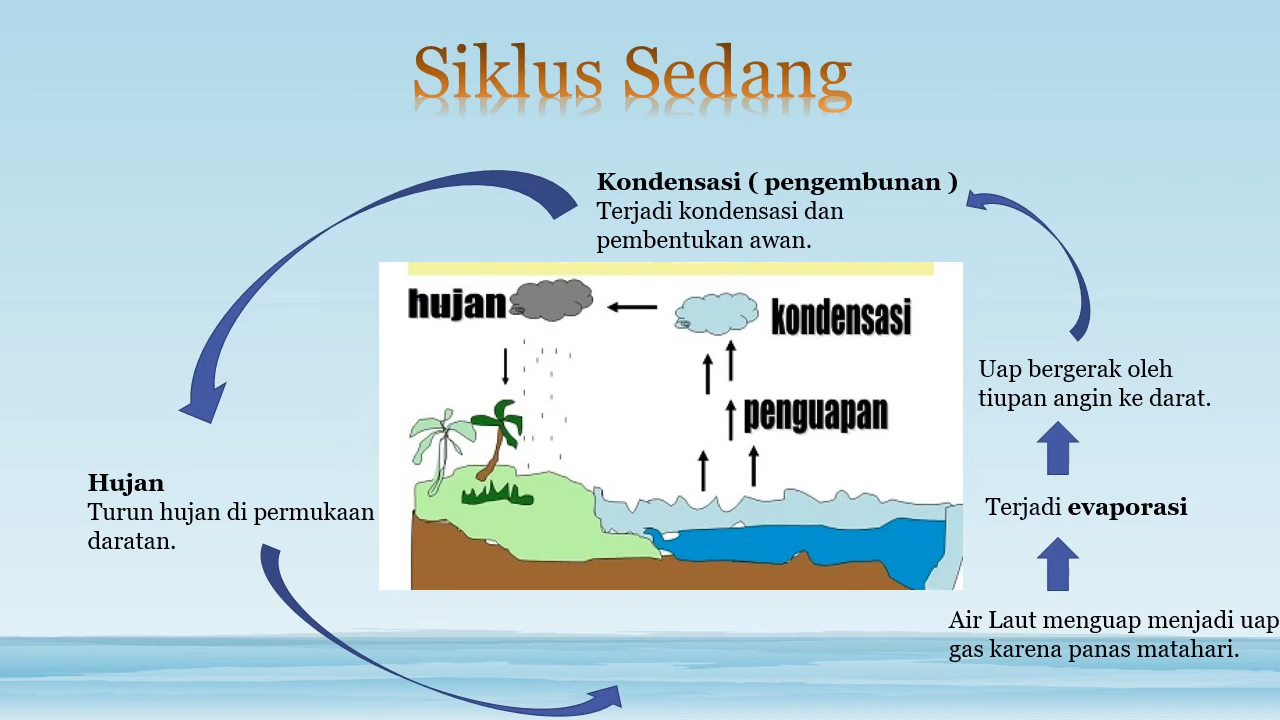 Siklus Sedang
Kondensasi ( pengembunan )
Terjadi kondensasi dan
pembentukan awan.
hujan
kondensasi
penguapan
Uap bergerak oleh
tiupan angin ke darat.
Hujan
Turun hujan di permukaan
daratan.
Terjadi evaporasi
Air Laut menguap menjadi uap
gas karena panas matahari.